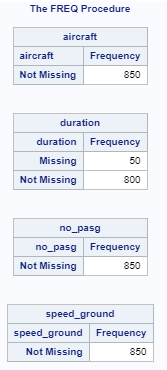 The FREQ Procedure
aircraft
aircraft Frequency
Not Missing 850
duration
duration Frequency
Missing 50
Not Missing 800
no_pasg
no_pasg Frequency
Not Missing 850
speed_ground
speed_ground Frequency
Not Missing 850